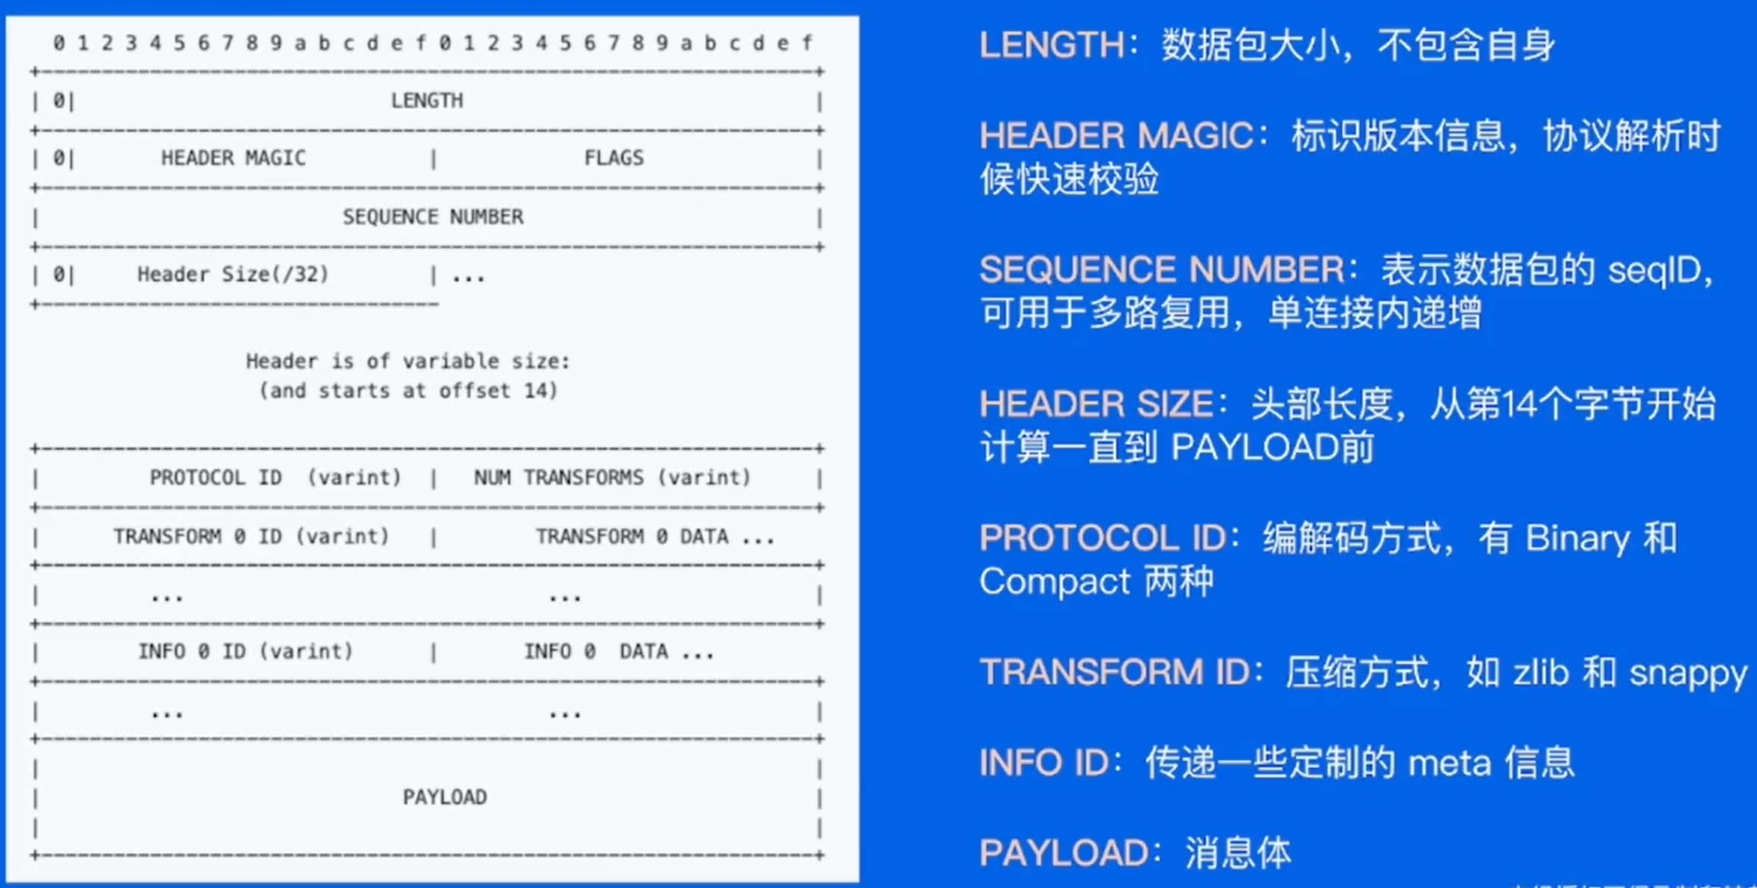 0 1 2 3 4 5 6 7 8 9 a b c d e f 0 1 2 3 4 5 6 7 8 9 a b c d e f
+----------------------------------------------------------------+
| 0| LENGTH |
+----------------------------------------------------------------+
| 0| HEADER MAGIC | FLAGS |
+----------------------------------------------------------------+
| SEQUENCE NUMBER |
+----------------------------------------------------------------+
| 0| Header Size(/32) | ...
+---------------------------------
Header is of variable size:
(and starts at offset 14)
+----------------------------------------------------------------+
| PROTOCOL ID (varint) | NUM TRANSFORMS (varint) |
+----------------------------------------------------------------+
| TRANSFORM 0 ID (varint) | TRANSFORM 0 DATA ...
+----------------------------------------------------------------+
| ... ... |
+----------------------------------------------------------------+
| INFO 0 ID (varint) | INFO 0 DATA ...
+----------------------------------------------------------------+
| ... ... |
+----------------------------------------------------------------+
| |
| PAYLOAD |
| |
+----------------------------------------------------------------+
LENGTH：数据包大小，不包含自身
HEADER MAGIC：标识版本信息，协议解析时
候快速校验
SEQUENCE NUMBER：表示数据包的 seqID，
可用于多路复用，单连接内递增
HEADER SIZE：头部长度，从第14个字节开始
计算一直到 PAYLOAD前
PROTOCOL ID：编解码方式，有 Binary 和
Compact 两种
TRANSFORM ID：压缩方式，如 zlib 和 snappy
INFO ID：传递一些定制的 meta 信息
PAYLOAD：消息体